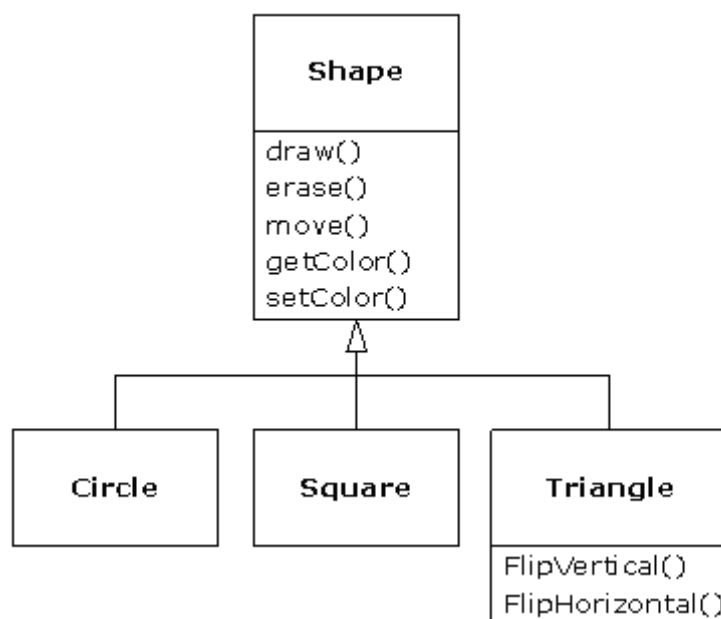 Shape
draw()
erase()
move()
getColor()
setColor()
Circle
Square
Triangle
FlipVertical()
FlipHorizontal()